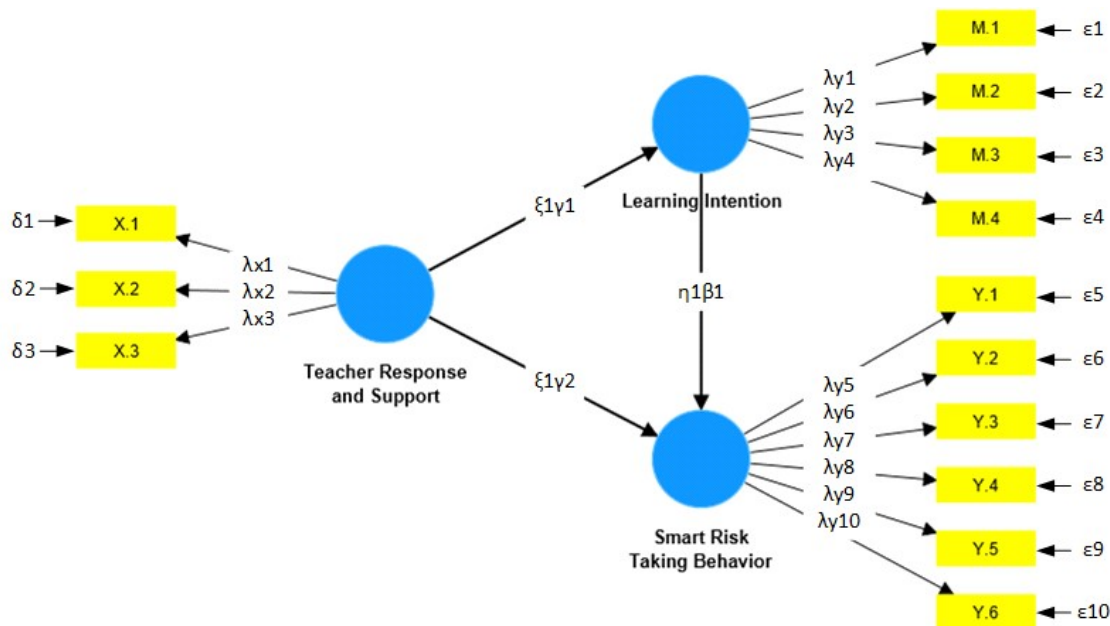 M.1
ε1
λy1
M.2
ε2
λy2
λy3
M.3
ε3
λy4
Learning Intention
M.4
ε4
ξ1γ1
δ1
X.1
λx1
δ2
X.2
λx2
λx3
δ3
X.3
Teacher Response
and Support
η1β1
ξ1γ2
Y.1
ε5
Y.2
ε6
λy5
λy6
Y.3
ε7
λy7
λy8
Y.4
ε8
λy9
λy10
Smart Risk
Taking Behavior
Y.5
ε9
Y.6
ε10